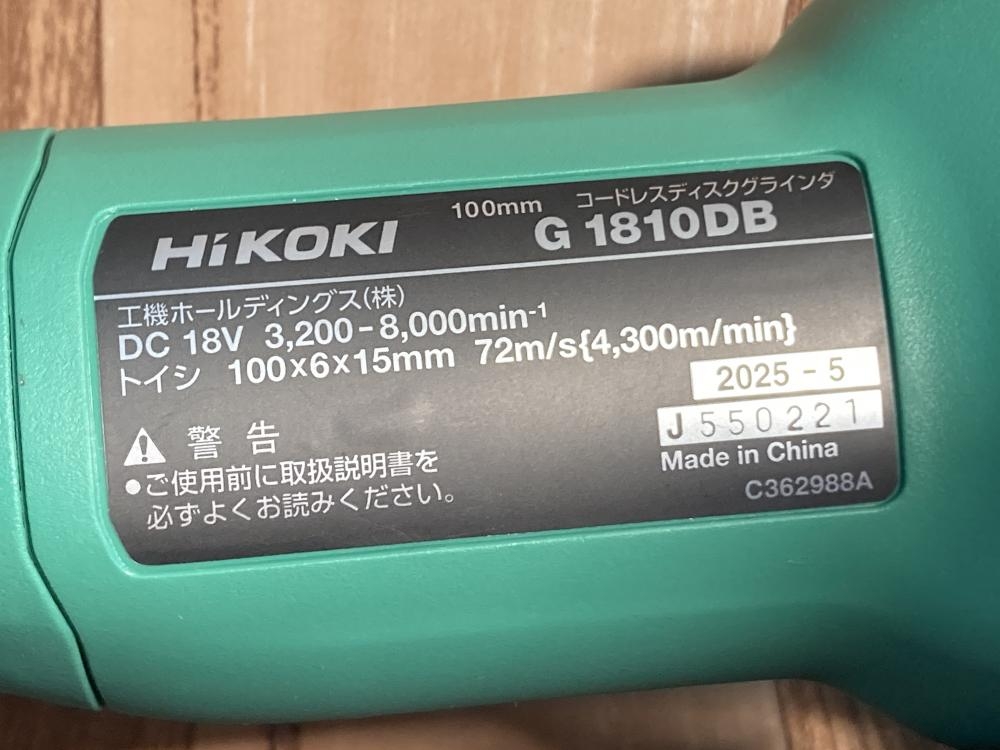 100mm コードレスディスクグラインダ
HiKOKI G 1810DB
工機ホールディングス(株)
DC 18V 3,200-8,000min-1
トイシ 100×6×15mm 72m/s{4,300m/min}
2025 - 5
J550221
Made in China
C362988A
警告
●ご使用前に取扱説明書を
必ずよくお読みください。